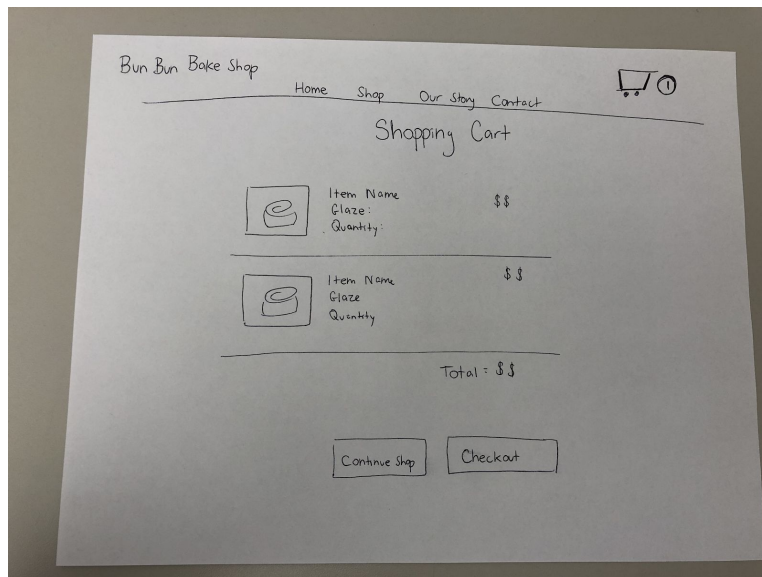 Bun Bun Bake Shop
1
Home Shop Our Story Contact
Shopping Cart
Item Name $$
Glaze:
Quantity:
Item Name $$
Glaze
Quantity
Total = $$
Continue Shop Checkout